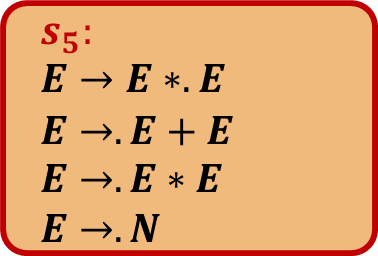 s₅:
E → E *. E
E →. E + E
E →. E * E
E →. N